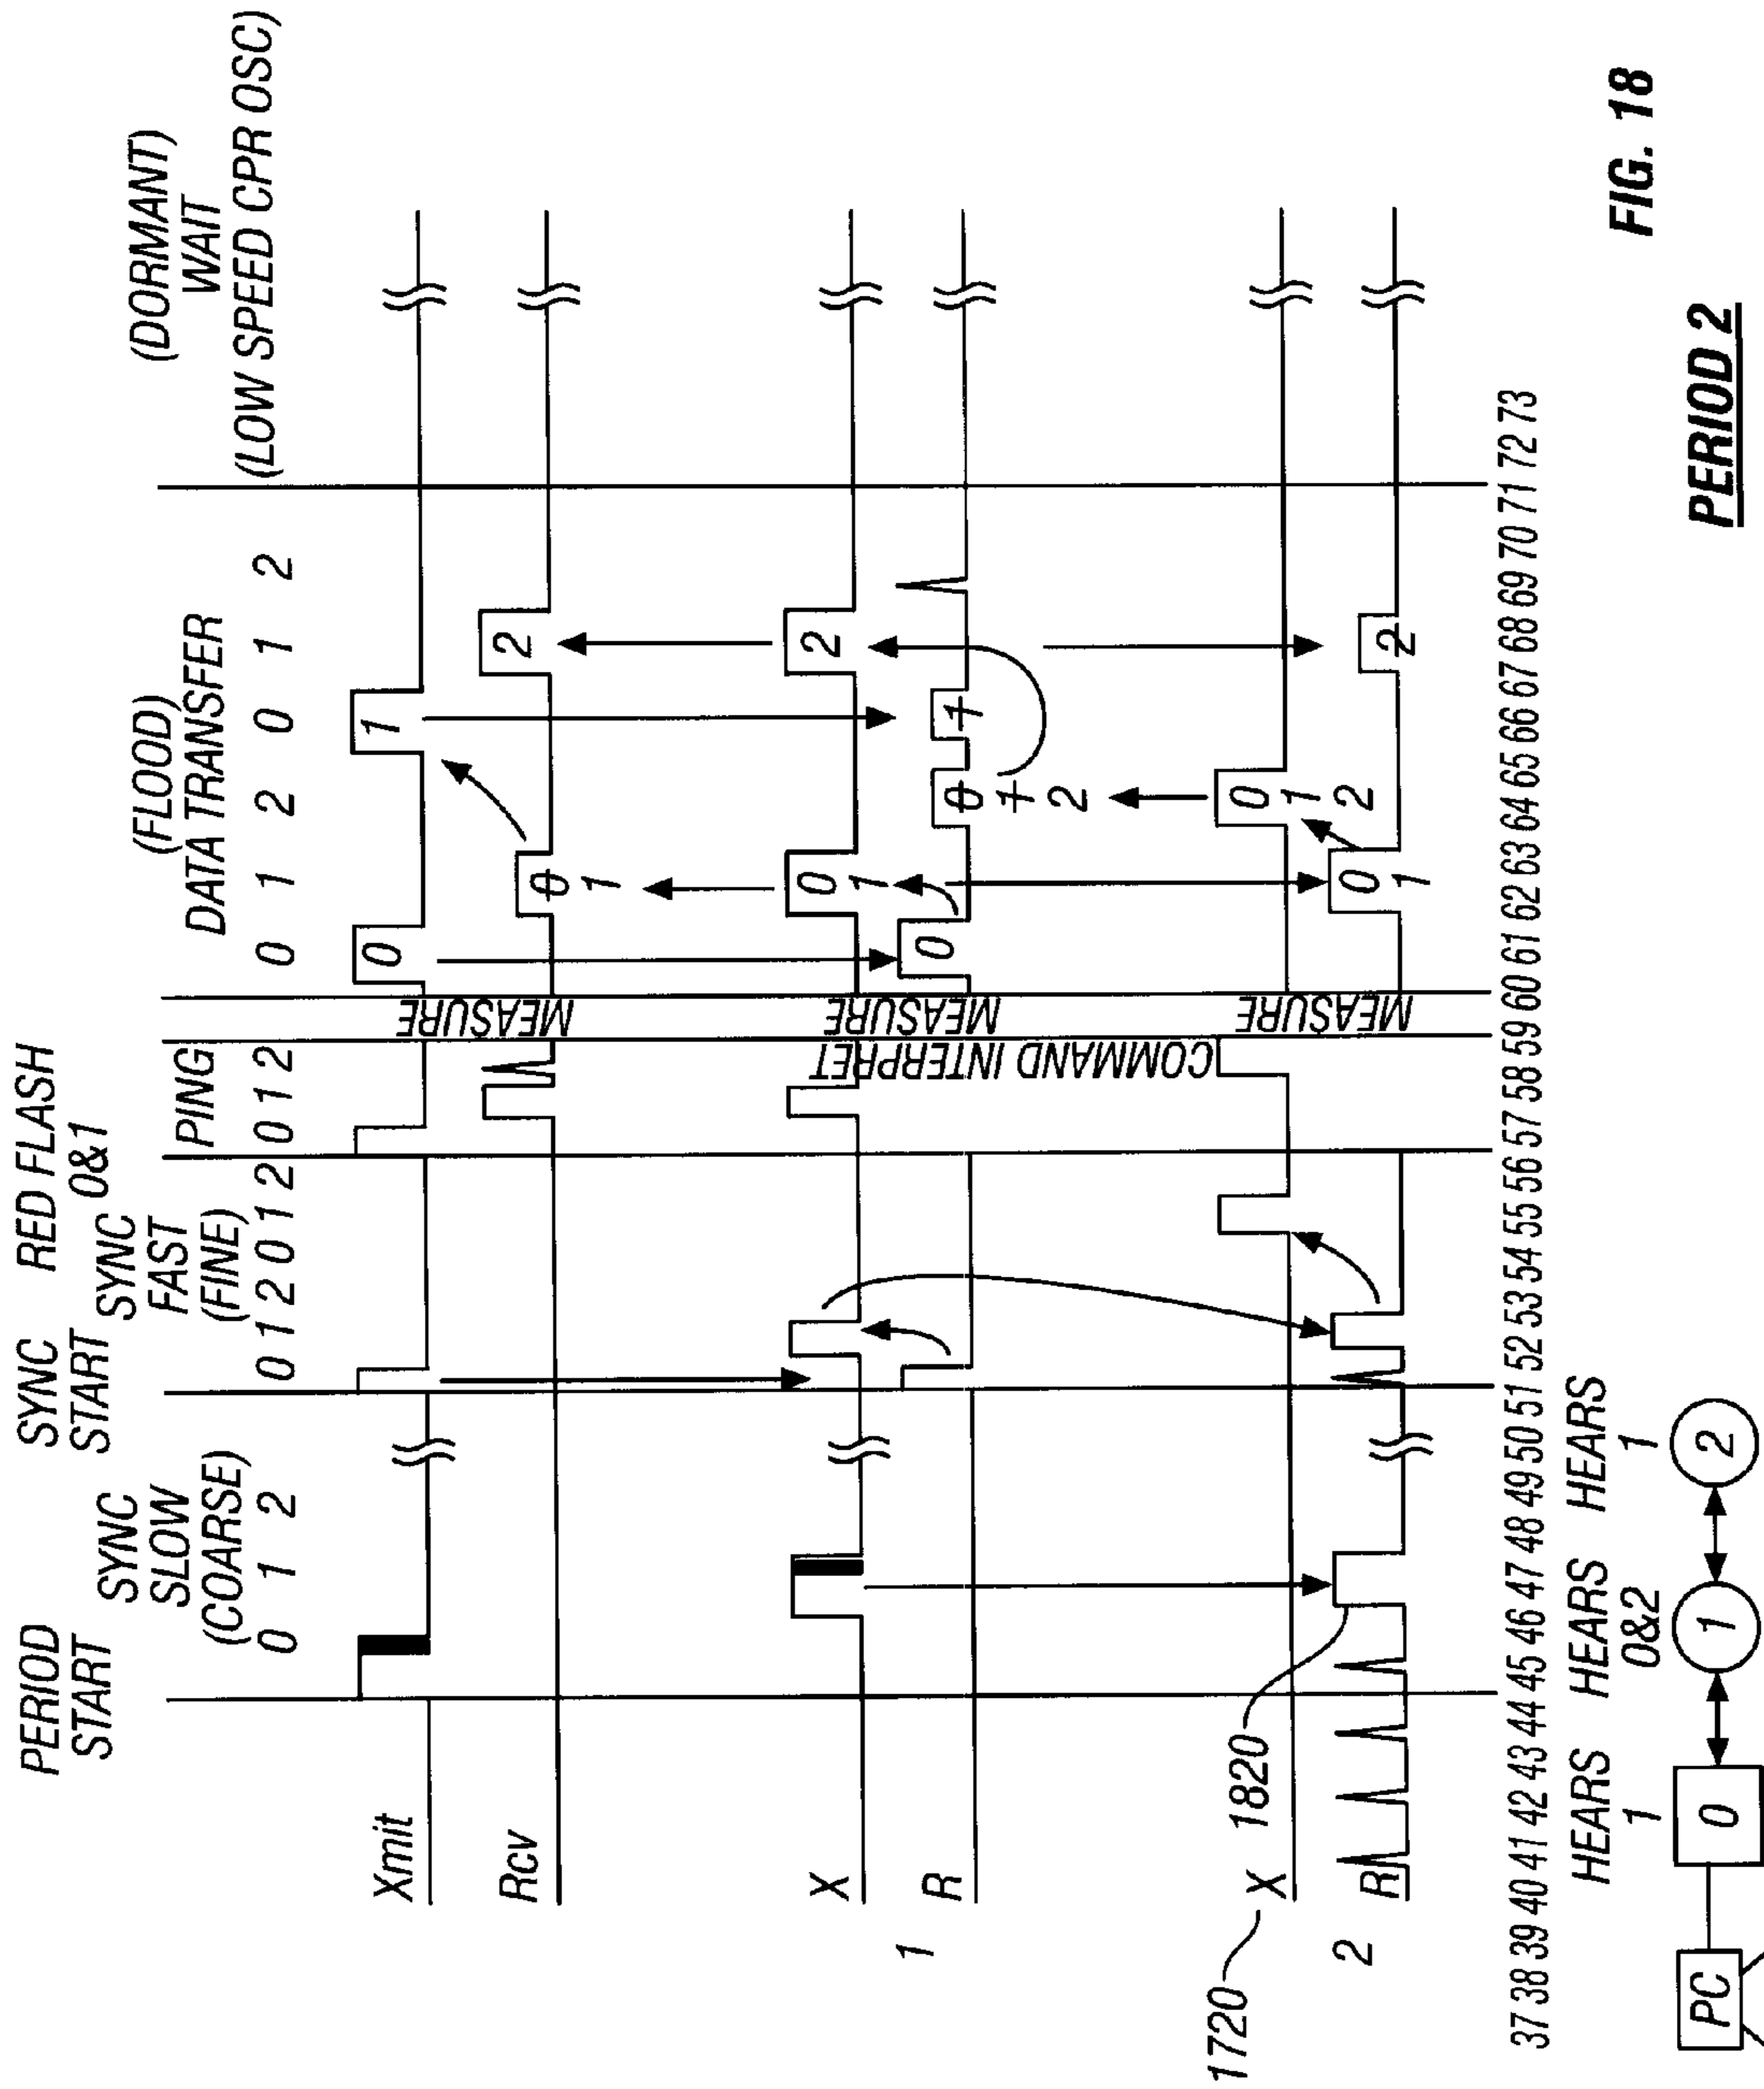 PERIOD
START
SYNC
SLOW
(COARSE)
0 1 2
SYNC
START
SYNC
FAST
(FINE)
0 1 2 0 1 2
RED FLASH
0&1
PING
0 1 2
(FLOOD)
DATA TRANSFER
0 1 2 0 1 2
(DORMANT)
WAIT
(LOW SPEED CPR OSC)
Xmit
0
1
MEASURE
Rcv
0
1
2
MEASURE
1
X
0
1
2
MEASURE
R
0
0
1
2
1
MEASURE
COMMAND INTERPRET
1720
2
X
1820
0
1
2
MEASURE
R
0
1
2
MEASURE
37 38 39 40 41 42 43 44 45 46 47 48 49 50 51 52 53 54 55 56 57 58 59 60 61 62 63 64 65 66 67 68 69 70 71 72 73
HEARS
1
HEARS
0&2
HEARS
1
PC
0
1
2
PERIOD 2
FIG. 18